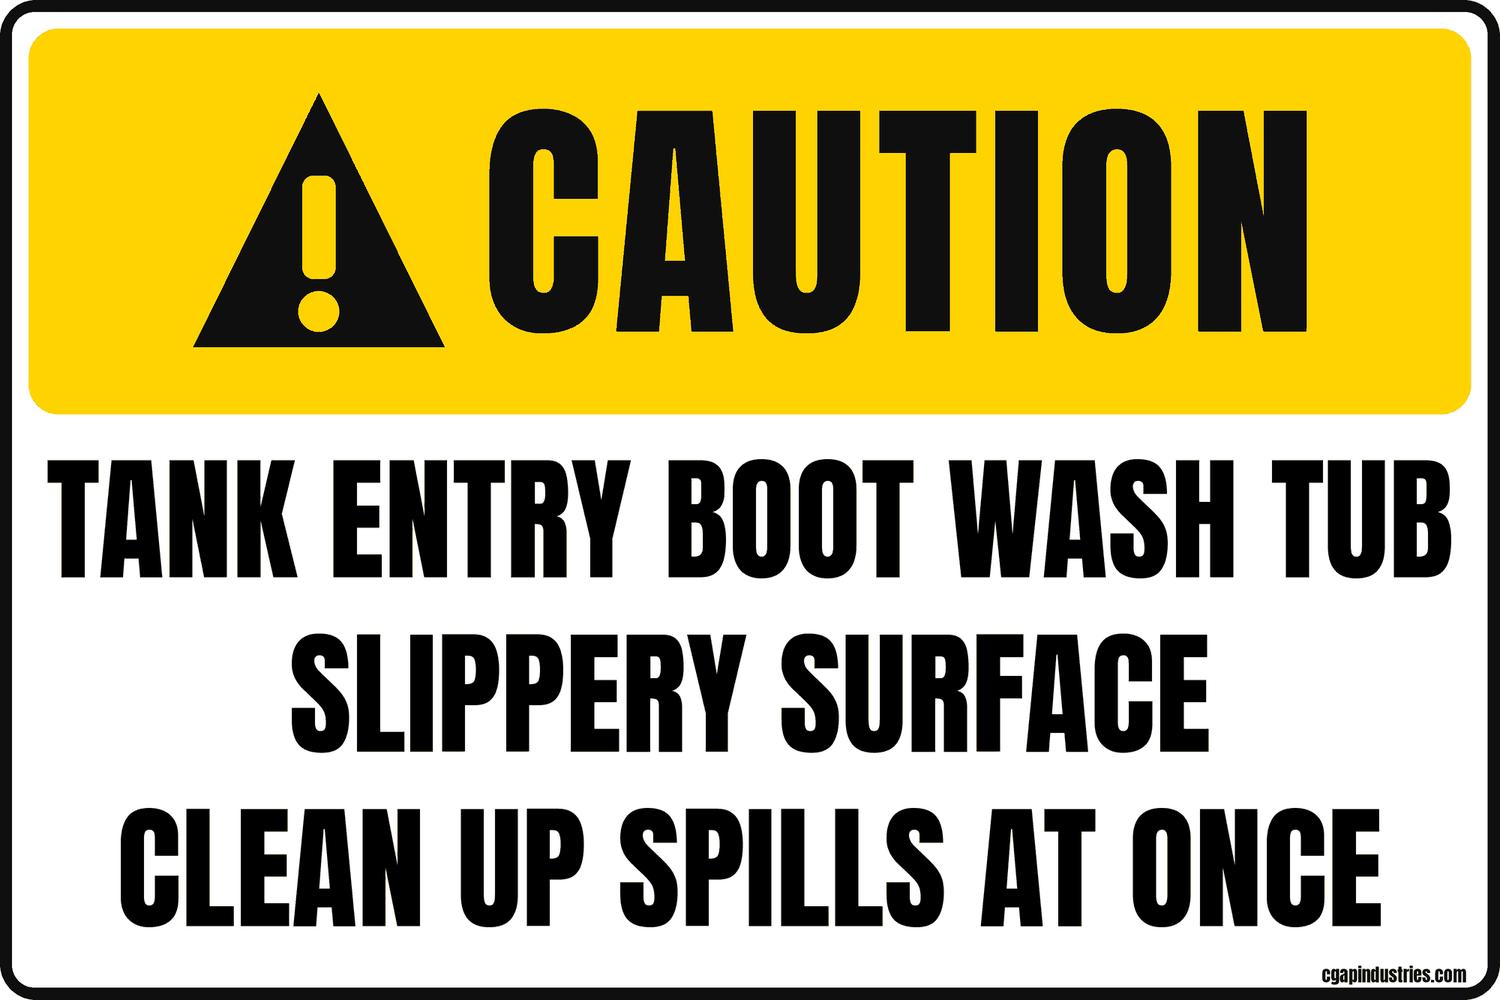 CAUTION
TANK ENTRY BOOT WASH TUB
SLIPPERY SURFACE
CLEAN UP SPILLS AT ONCE
cgapindustries.com